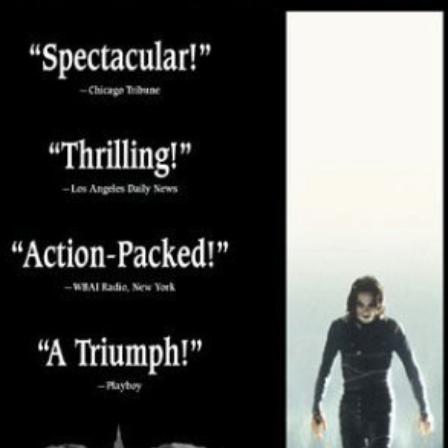 “Spectacular!”
–Chicago Tribune
“Thrilling!”
–Los Angeles Daily News
“Action-Packed!”
–WBAI Radio, New York
“A Triumph!”
–Playboy